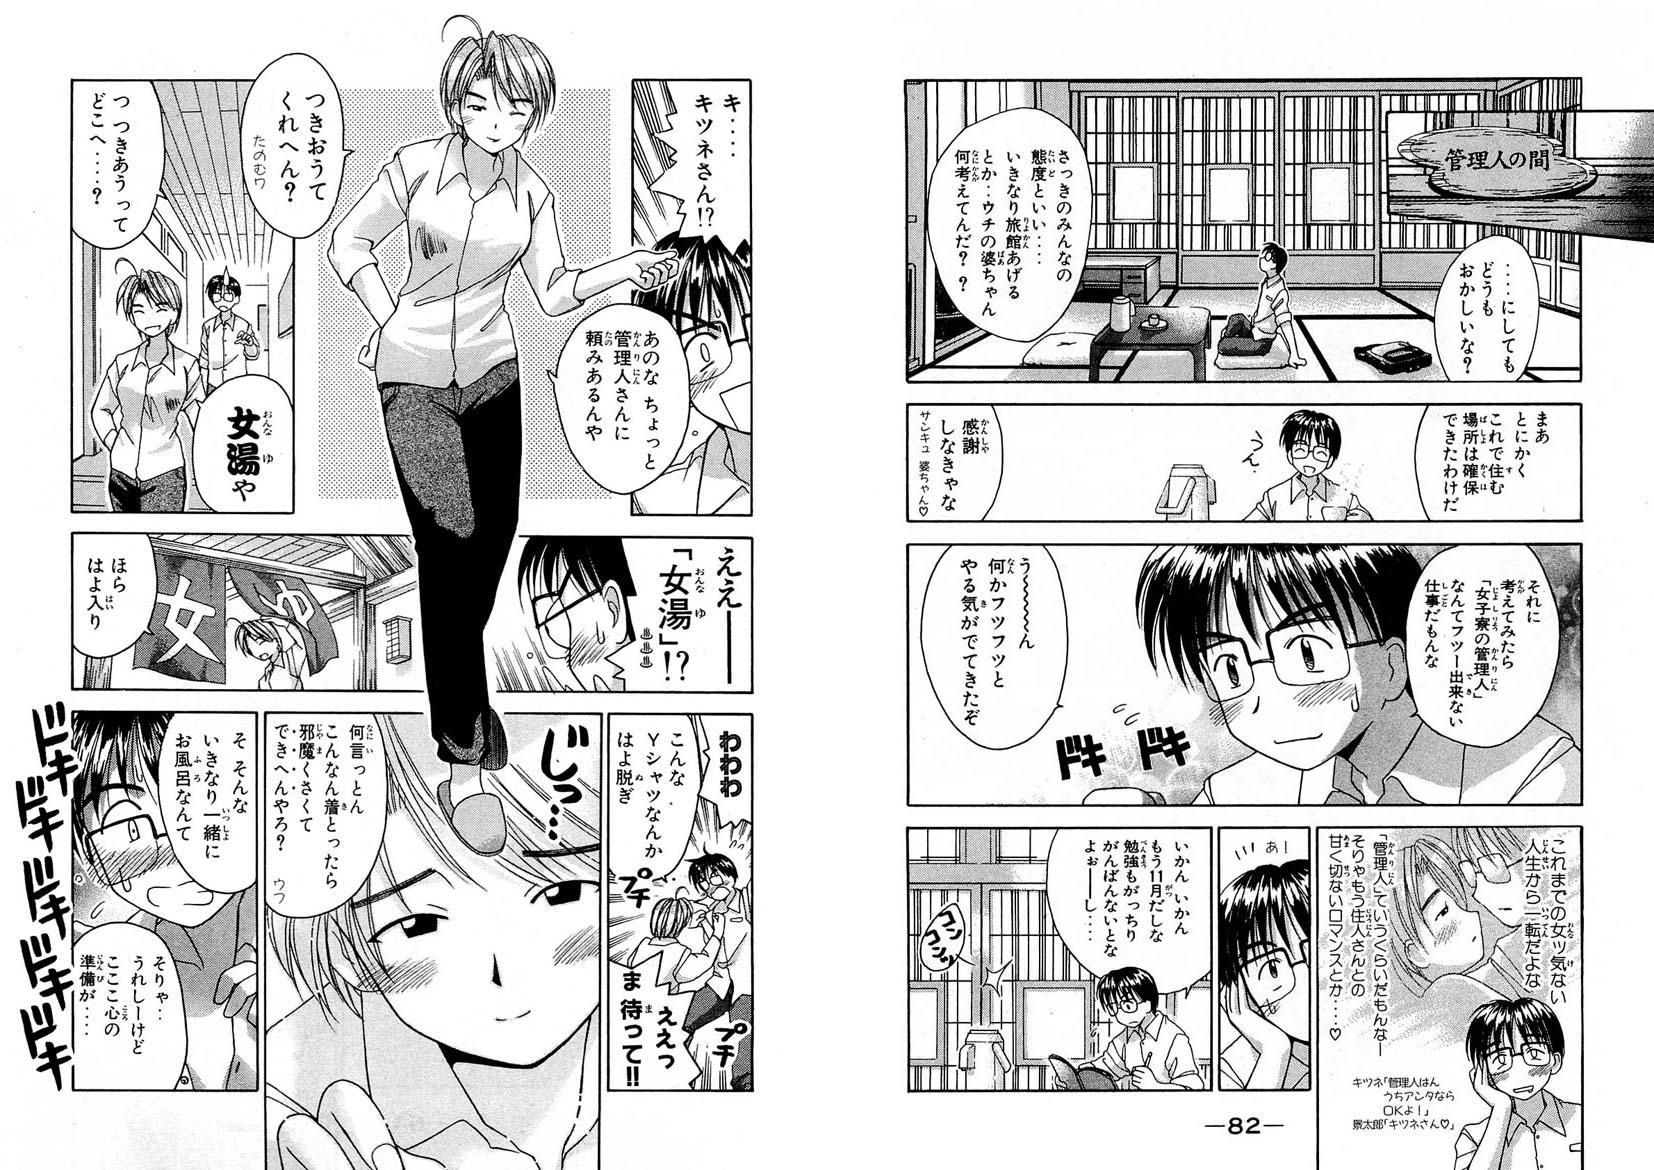 管理人の間
・・・・にしても
どうも
おかしいな?
さっきのみんなの
態度といい・・・
いきなり旅館あげる
とか・・ウチの婆ちゃん
何考えてんだ??
まあ
とにかく
これで住む
場所は確保
できたわけだ
うん
感謝
しなきゃな
サンキュ 婆ちゃん♡
それに
考えてみたら
「女子寮の管理人」
なんてフツー出来ない
仕事だもんな
う~~~~ん
何かフツフツと
やる気がでてきたぞ
ドキ
ドキ
これまでの女ッ気ない
人生から一転だよな
「管理人」ていうくらいだもんなー
そりゃもう住人さんとの
甘く切ないロマンスとか・・・・♡
キツネ「管理人はん
うちアンタなら
OKよ!」
景太郎「キツネさん♡」
あ!
いかん いかん
もう11月だしな
勉強もがっちり
がんばんないとな
よぉーーし・・・・
コン
コンッ
—82—
キ・・・・
キツネさん!?
あのな ちょっと
管理人さんに
頼みあるんや
つきおうて
くれへん?
たのむワ
つつきあうって
どこへ・・・・?
女湯や
ええ——
「女湯」!?
ほら
はよ入り
女
ゆ
わわわ
こんな
Yシャツなんか
はよ脱ぎ
プチ
プチ
ええっ
ま 待って!!
じっ・・・
何言っとん
こんなん着とったら
邪魔くさくて
できへんやろ?
ウフ
そ そんな
いきなり一緒に
お風呂なんて
そりゃ・
うれしーけど
ここ心の
準備が・・・・
ドキ
ドキ
ドキ
ドキ